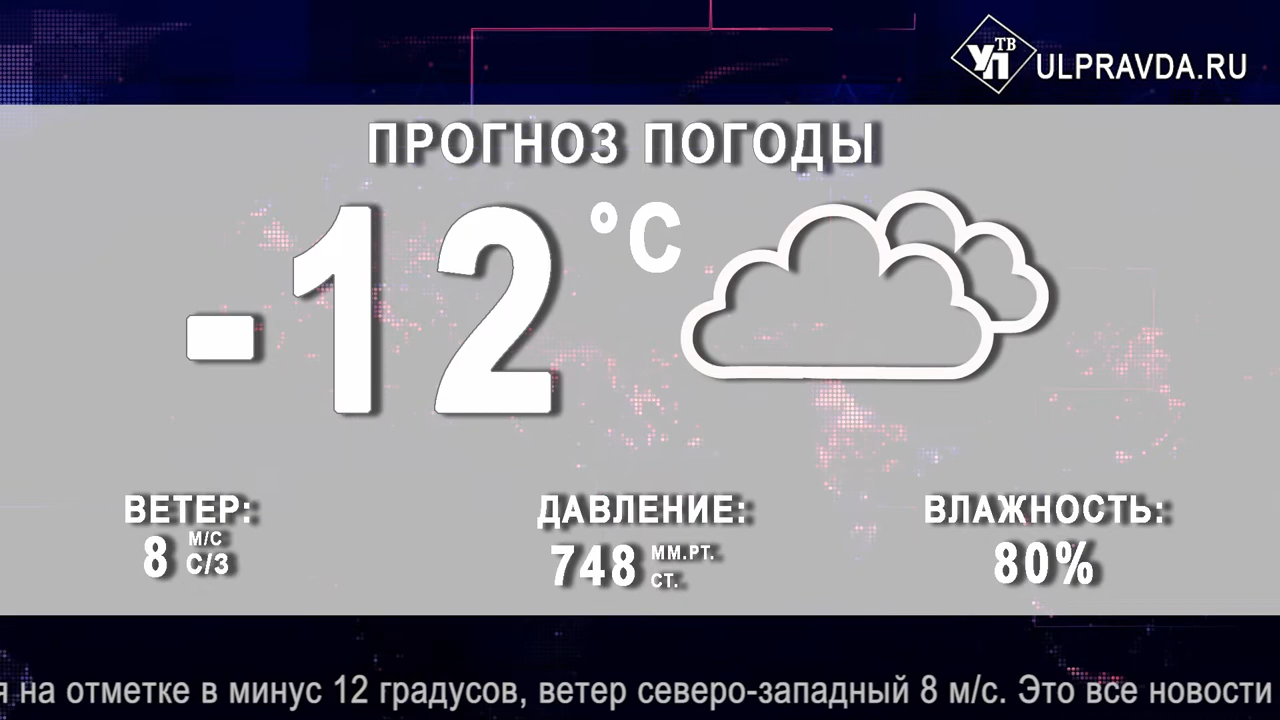 ТВ
УП
ULPRAVDA.RU
ПРОГНОЗ ПОГОДЫ
-12 °C
ВЕТЕР:
8 М/С
С/З
ДАВЛЕНИЕ:
748 ММ.РТ.
СТ.
ВЛАЖНОСТЬ:
80%
я на отметке в минус 12 градусов, ветер северо-западный 8 м/с. Это все новости